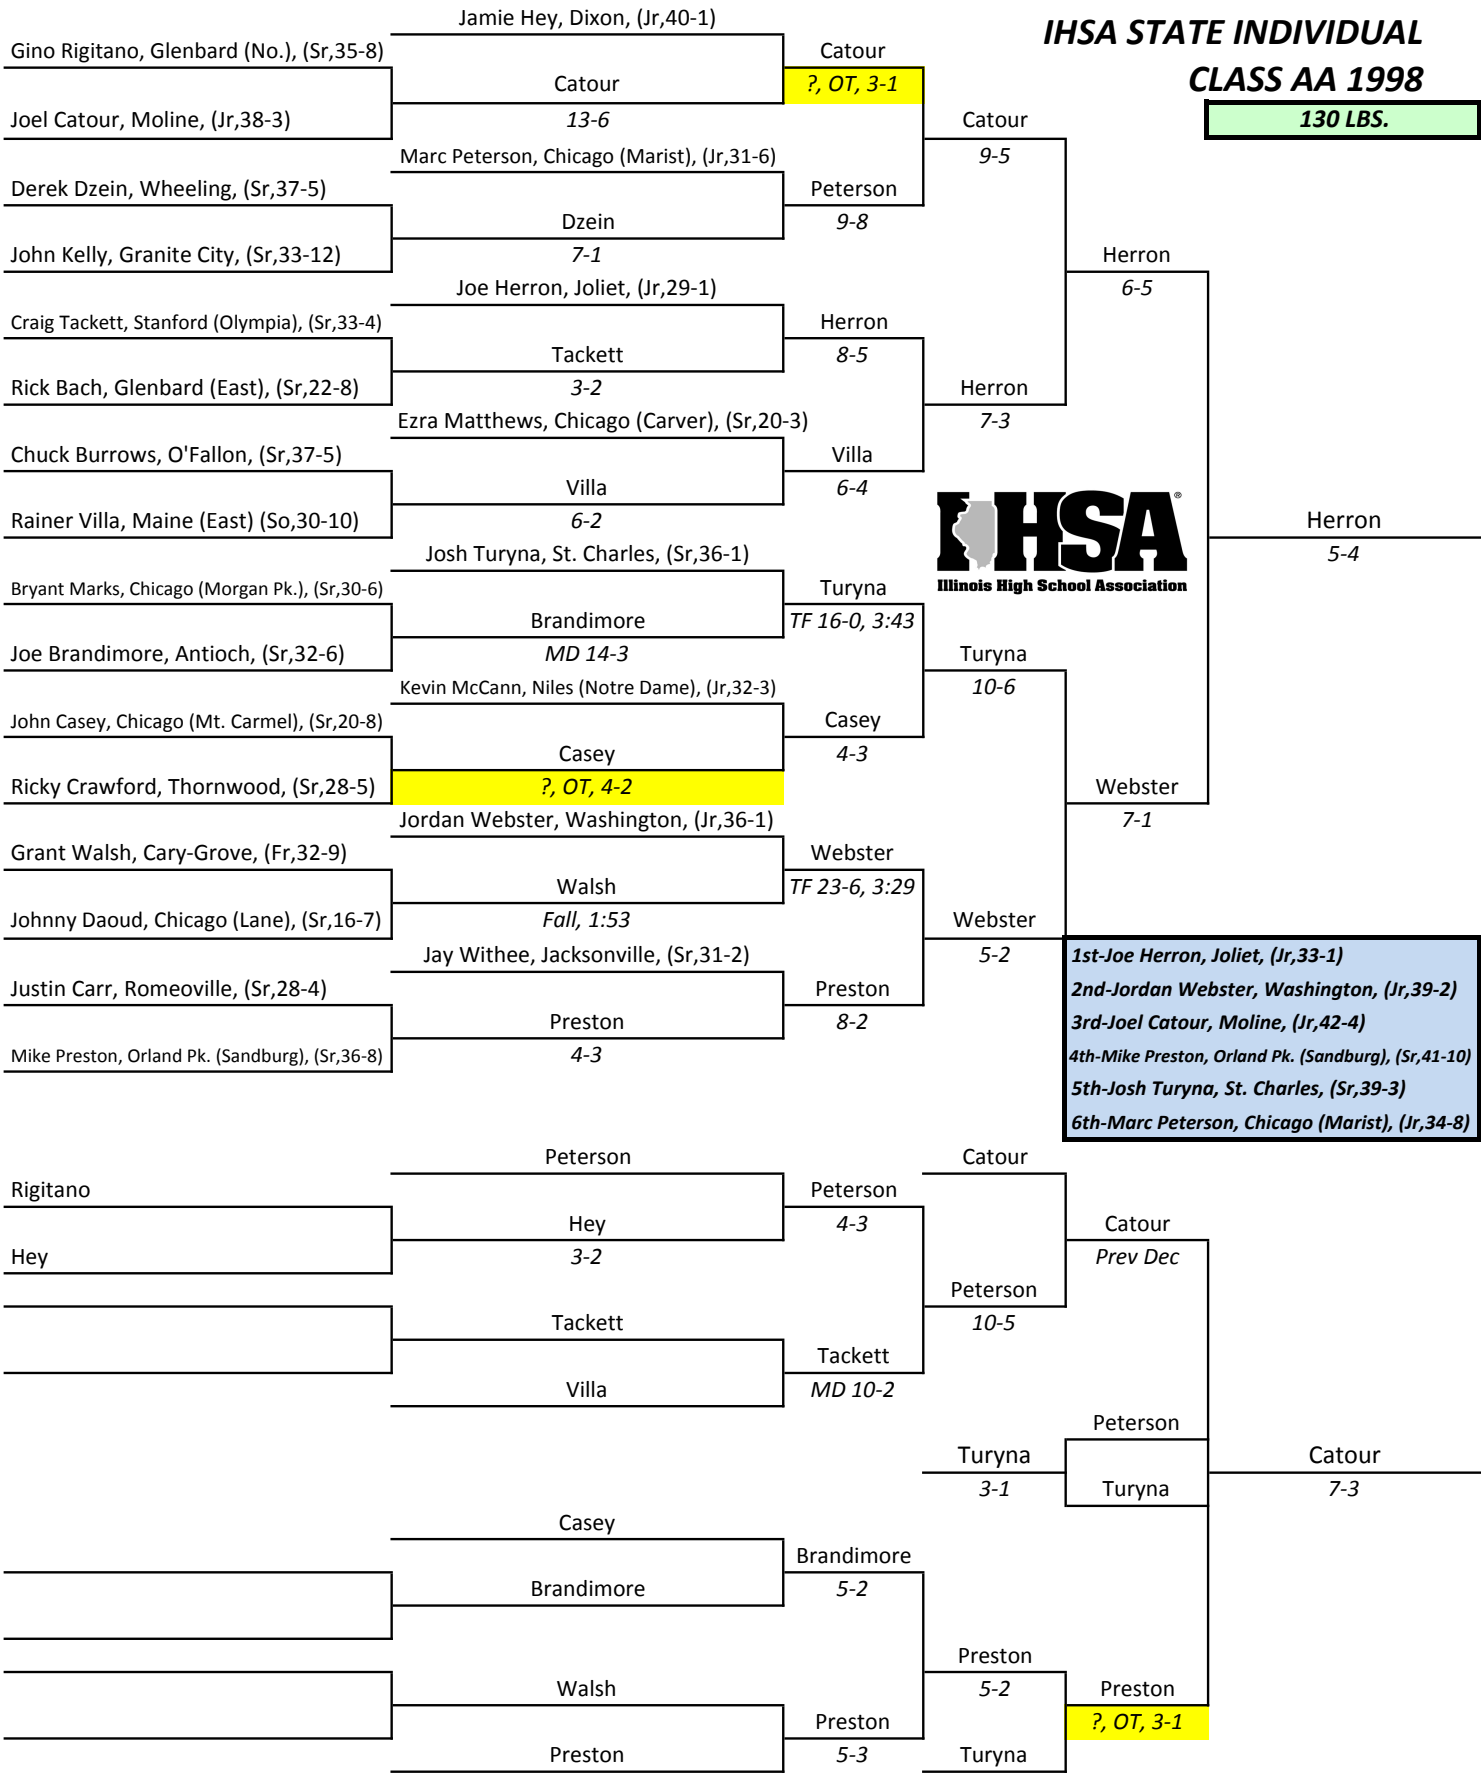 Jamie Hey, Dixon, (Jr,40-1)
IHSA STATE INDIVIDUAL
Gino Rigitano, Glenbard (No.), (Sr,35-8)
Catour
Catour
?, OT, 3-1
CLASS AA 1998
Joel Catour, Moline, (Jr,38-3)
13-6
Catour
130 LBS.
Marc Peterson, Chicago (Marist), (Jr,31-6)
9-5
Derek Dzein, Wheeling, (Sr,37-5)
Peterson
Dzein
9-8
John Kelly, Granite City, (Sr,33-12)
7-1
Herron
Joe Herron, Joliet, (Jr,29-1)
6-5
Craig Tackett, Stanford (Olympia), (Sr,33-4)
Herron
Tackett
8-5
Rick Bach, Glenbard (East), (Sr,22-8)
3-2
Herron
Ezra Matthews, Chicago (Carver), (Sr,20-3)
7-3
Chuck Burrows, O'Fallon, (Sr,37-5)
Villa
Villa
6-4
Rainer Villa, Maine (East) (So,30-10)
6-2
IHSA®
Herron
Josh Turyna, St. Charles, (Sr,36-1)
5-4
Bryant Marks, Chicago (Morgan Pk.), (Sr,30-6)
Turyna
Illinois High School Association
Brandimore
TF 16-0, 3:43
Joe Brandimore, Antioch, (Sr,32-6)
MD 14-3
Turyna
Kevin McCann, Niles (Notre Dame), (Jr,32-3)
10-6
John Casey, Chicago (Mt. Carmel), (Sr,20-8)
Casey
Casey
4-3
Ricky Crawford, Thornwood, (Sr,28-5)
?, OT, 4-2
Webster
Jordan Webster, Washington, (Jr,36-1)
7-1
Grant Walsh, Cary-Grove, (Fr,32-9)
Webster
Walsh
TF 23-6, 3:29
Johnny Daoud, Chicago (Lane), (Sr,16-7)
Fall, 1:53
Webster
Jay Withee, Jacksonville, (Sr,31-2)
5-2
1st-Joe Herron, Joliet, (Jr,33-1)
Justin Carr, Romeoville, (Sr,28-4)
Preston
2nd-Jordan Webster, Washington, (Jr,39-2)
Preston
8-2
3rd-Joel Catour, Moline, (Jr,42-4)
Mike Preston, Orland Pk. (Sandburg), (Sr,36-8)
4-3
4th-Mike Preston, Orland Pk. (Sandburg), (Sr,41-10)
5th-Josh Turyna, St. Charles, (Sr,39-3)
6th-Marc Peterson, Chicago (Marist), (Jr,34-8)
Peterson
Catour
Rigitano
Peterson
Hey
4-3
Catour
Hey
3-2
Prev Dec
Peterson
Tackett
10-5
Tackett
Villa
MD 10-2
Peterson
Turyna
Catour
3-1
Turyna
7-3
Casey
Brandimore
Brandimore
5-2
Preston
Walsh
5-2
Preston
Preston
?, OT, 3-1
Preston
5-3
Turyna